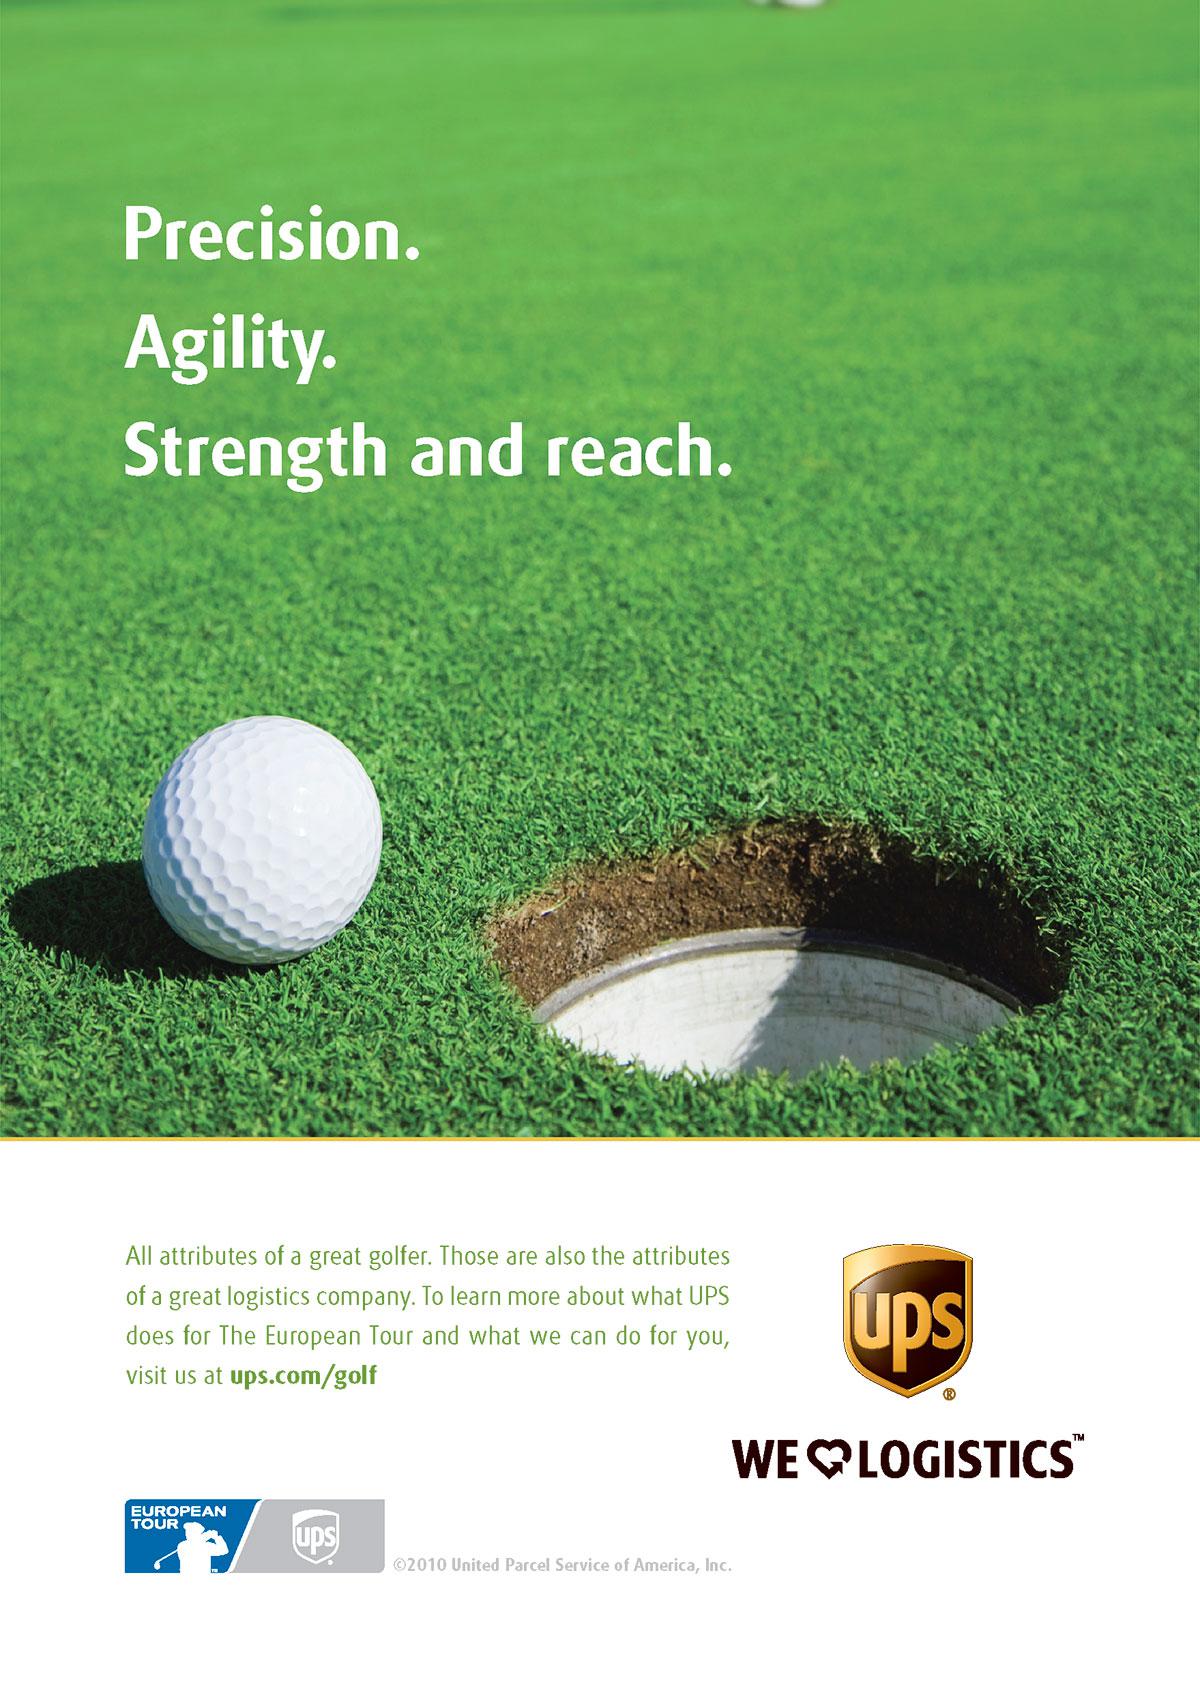 Precision.
Agility.
Strength and reach.
All attributes of a great golfer. Those are also the attributes
of a great logistics company. To learn more about what UPS
does for The European Tour and what we can do for you,
visit us at ups.com/golf
ups
®
WE LOGISTICS™
EUROPEAN
TOUR
ups
©2010 United Parcel Service of America, Inc.